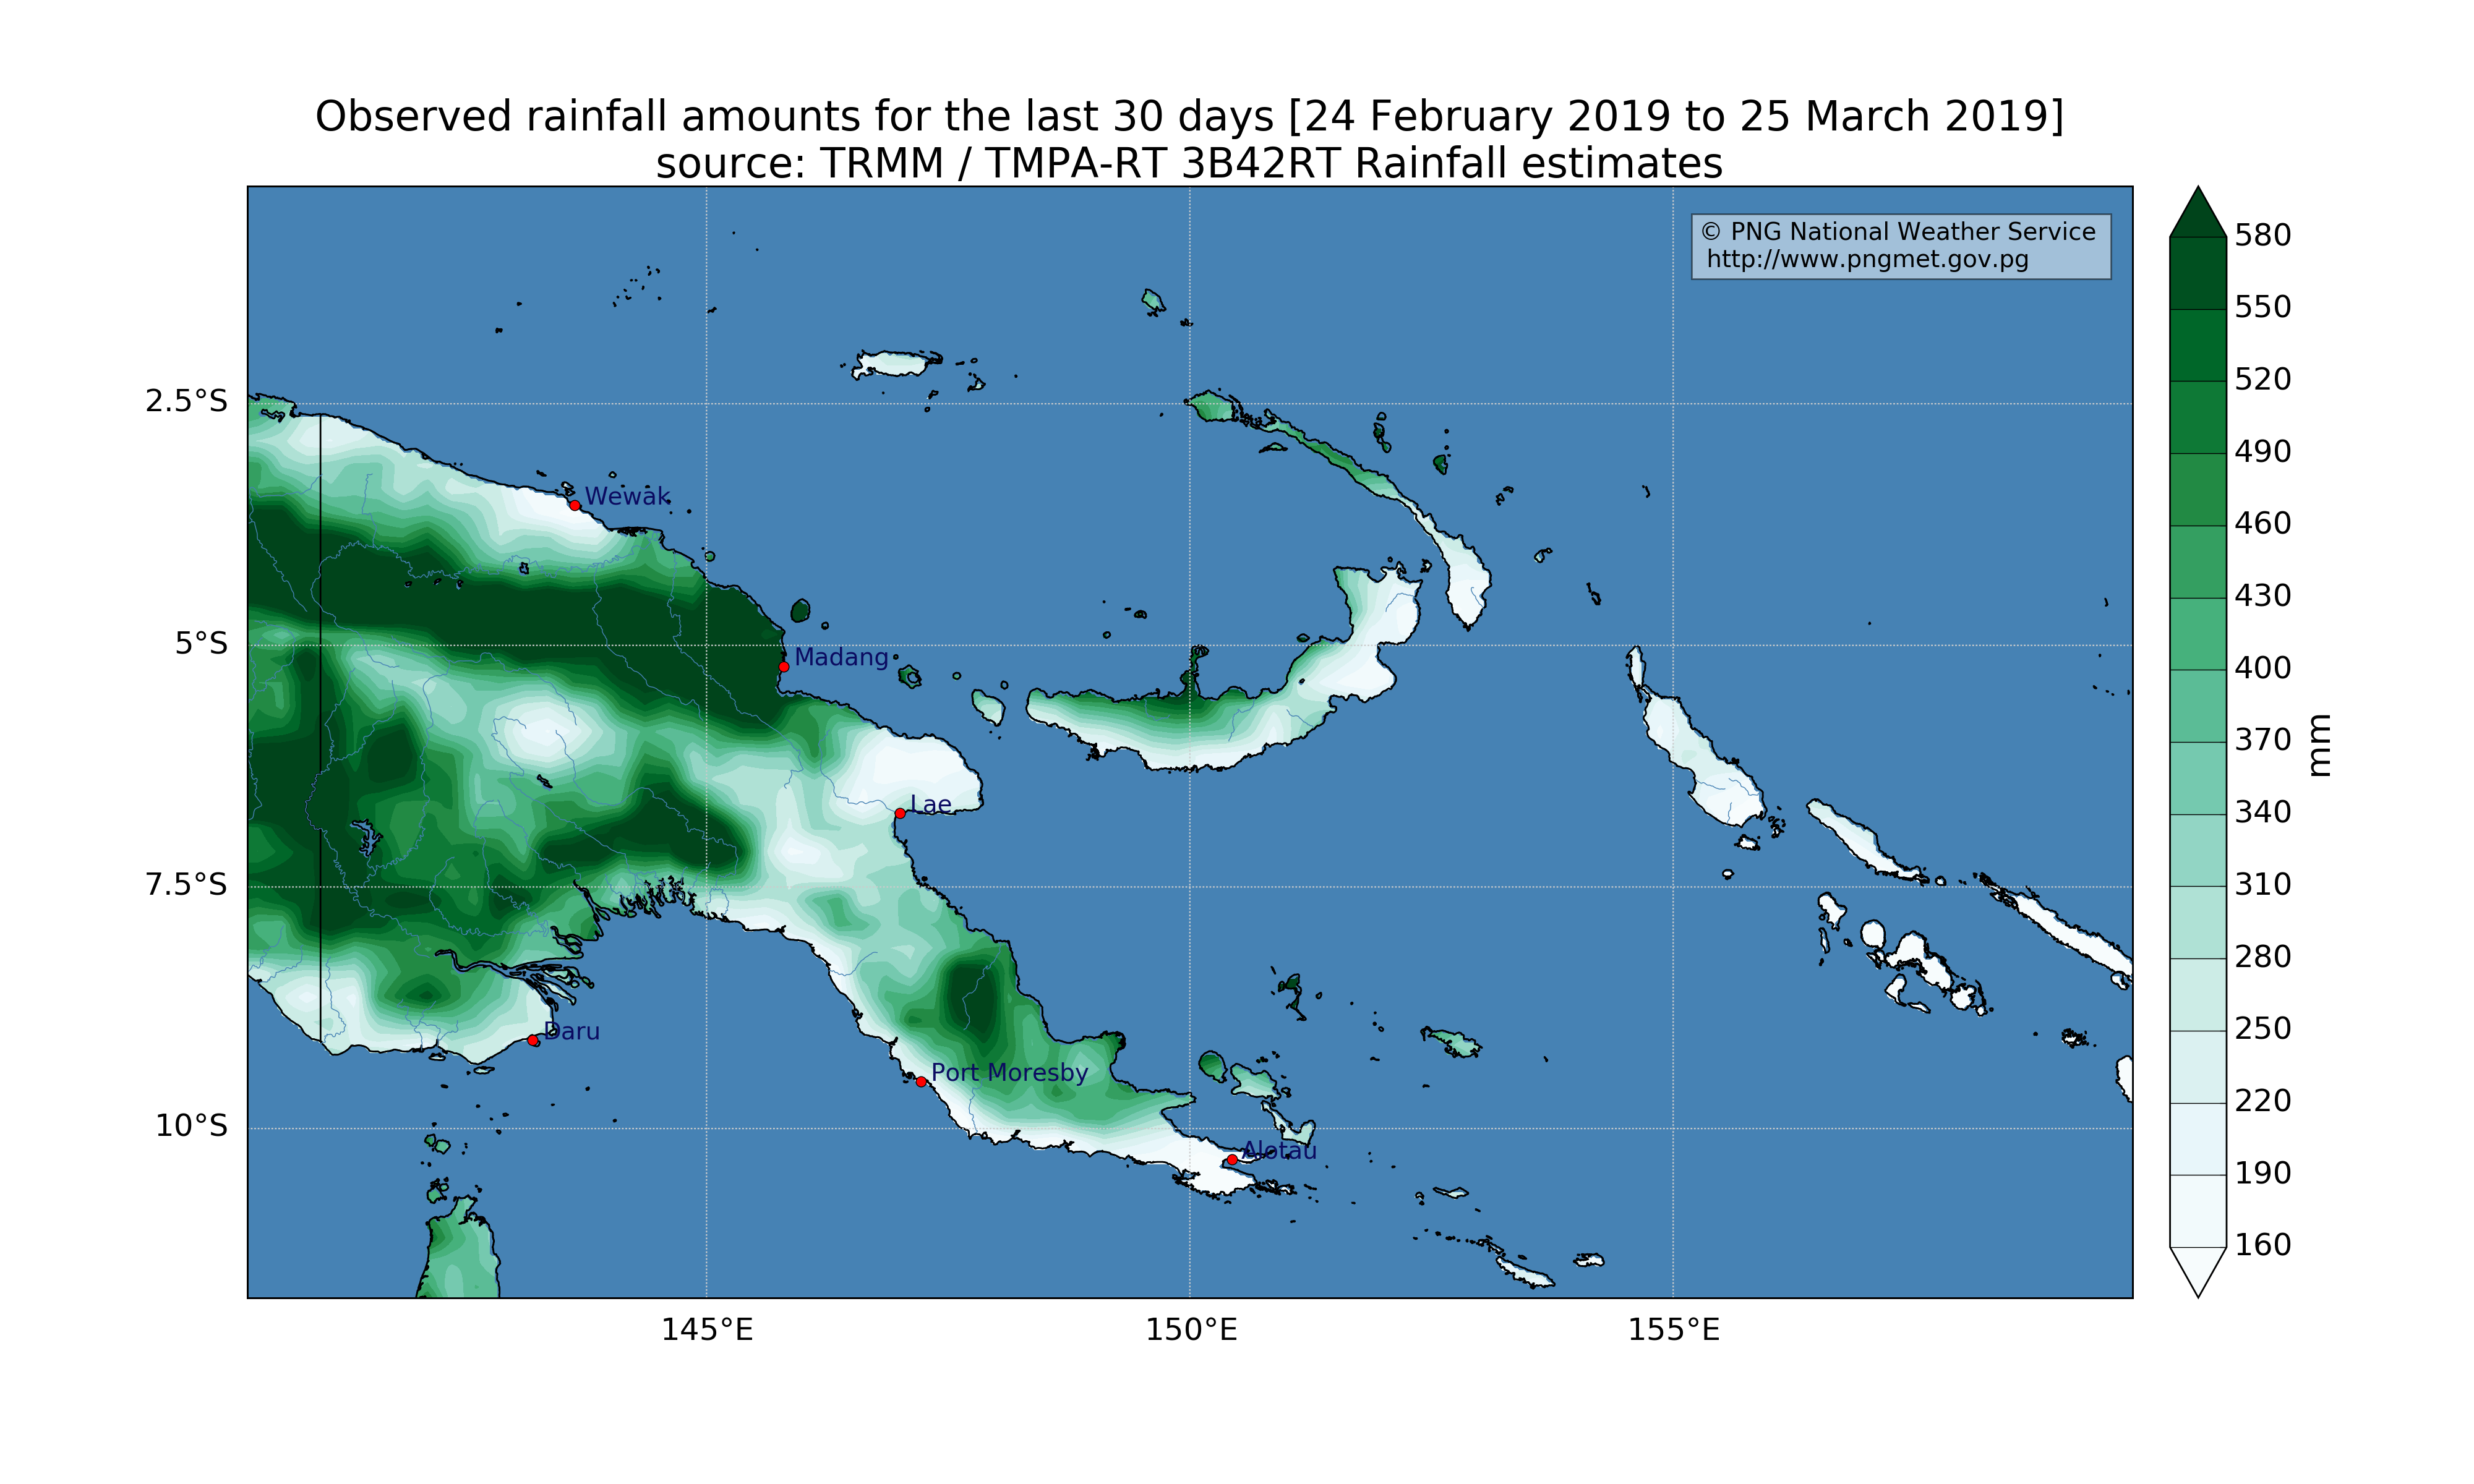 Observed rainfall amounts for the last 30 days [24 February 2019 to 25 March 2019]
source: TRMM / TMPA-RT 3B42RT Rainfall estimates
© PNG National Weather Service
http://www.pngmet.gov.pg
580
550
520
490
460
430
400
370
340
310
280
250
220
190
160
mm
2.5°S
5°S
7.5°S
10°S
Wewak
Madang
Lae
Daru
Port Moresby
Alotau
145°E
150°E
155°E